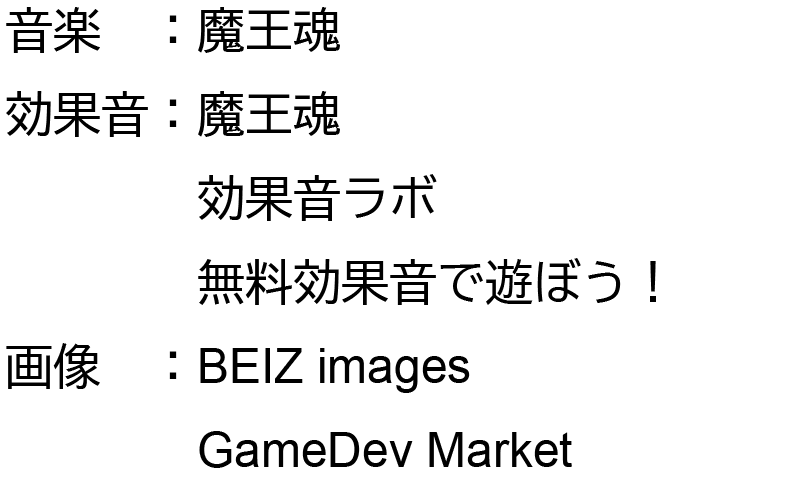 音楽　：魔王魂
効果音：魔王魂
効果音ラボ
無料効果音で遊ぼう！
画像　：BEIZ images
GameDev Market